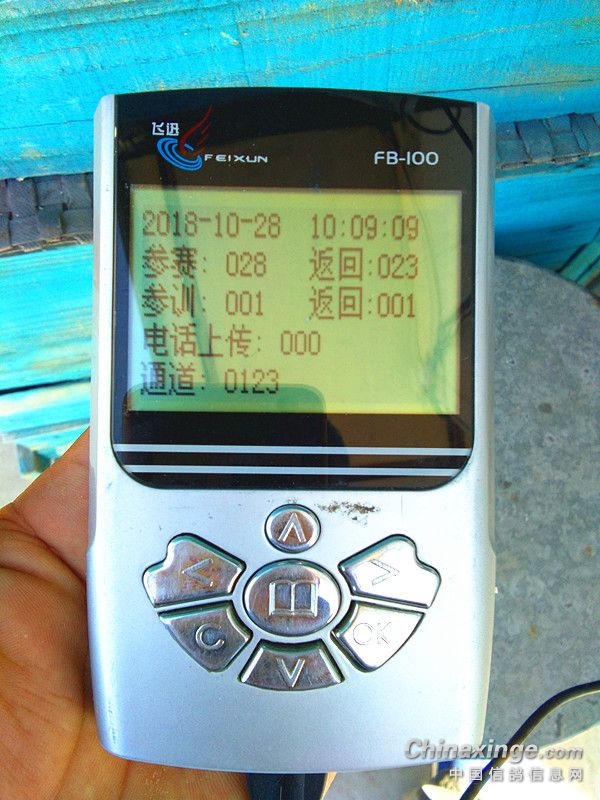 飞迅
FEIXUN
FB-100
2018-10-28 10:09:09
参赛: 028 返回:023
参训: 001 返回:001
电话上传: 000
通道: 0123
C
OK
Chinaxinge.com
中国信鸽信息网